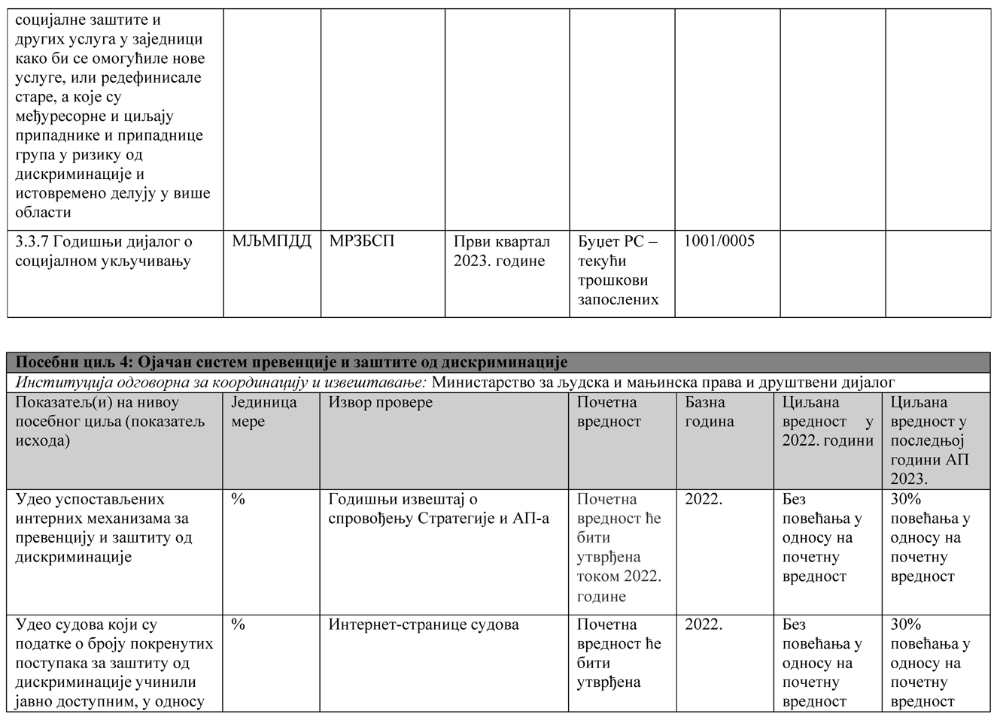 социјалне заштите и
других услуга у заједници
како би се омогућиле нове
услуге, или редефинисале
старе, а које су
међуресорне и циљају
припаднике и припаднице
група у ризику од
дискриминације и
истовремено делују у више
области
3.3.7 Годишњи дијалог о
социјалном укључивању
МЉМПДД
МРЗБСП
Први квартал
2023. године
Буџет РС –
текући
трошкови
запослених
1001/0005
Посебни циљ 4: Ојачан систем превенције и заштите од дискриминације
Институција одговорна за координацију и извештавање: Министарство за људска и мањинска права и друштвени дијалог
Показатељ(и) на нивоу
посебног циља (показатељ
исхода)
Јединица
мере
Извор провере
Почетна
вредност
Базна
година
Циљана
вредност у
2022. години
Циљана
вредност у
последњој
години АП
2023.
Удео успостављених
интерних механизама за
превенцију и заштиту од
дискриминације
%
Годишњи извештај о
спровођењу Стратегије и АП-а
Почетна
вредност ће
бити
утврђена
током 2022.
године
2022.
Без
повећања у
односу на
почетну
вредност
30%
повећања у
односу на
почетну
вредност
Удео судова који су
податке о броју покренутих
поступака за заштиту од
дискриминације учинили
јавно доступним, у односу
%
Интернет-странице судова
Почетна
вредност ће
бити
утврђена
2022.
Без
повећања у
односу на
почетну
вредност
30%
повећања у
односу на
почетну
вредност